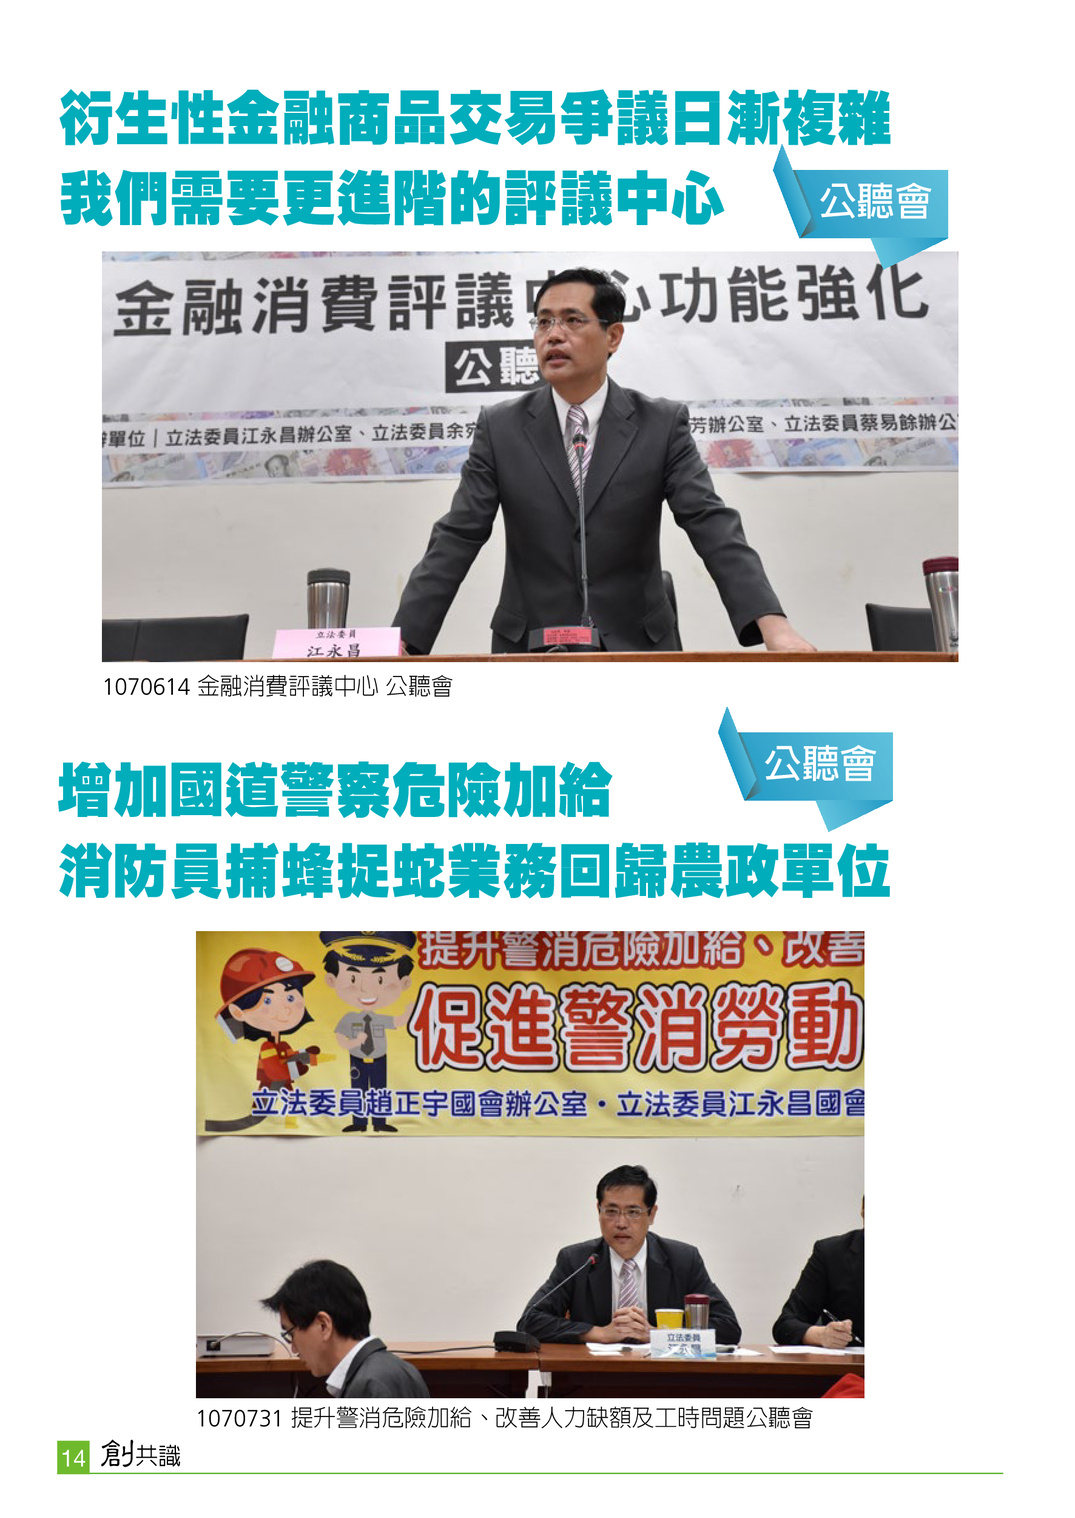 衍生性金融商品交易爭議日漸複雜
我們需要更進階的評議中心
公聽會
金融消費評議中心功能強化
公聽
辦單位｜立法委員江永昌辦公室、立法委員余宛
芳辦公室、立法委員蔡易餘辦公
立法委員
江永昌
1070614 金融消費評議中心 公聽會
公聽會
增加國道警察危險加給
消防員捕蜂捉蛇業務回歸農政單位
提升警消危險加給、改善
促進警消勞動
立法委員趙正宇國會辦公室・立法委員江永昌國會
立法委員
江永昌
1070731 提升警消危險加給、改善人力缺額及工時問題公聽會
14 創共識